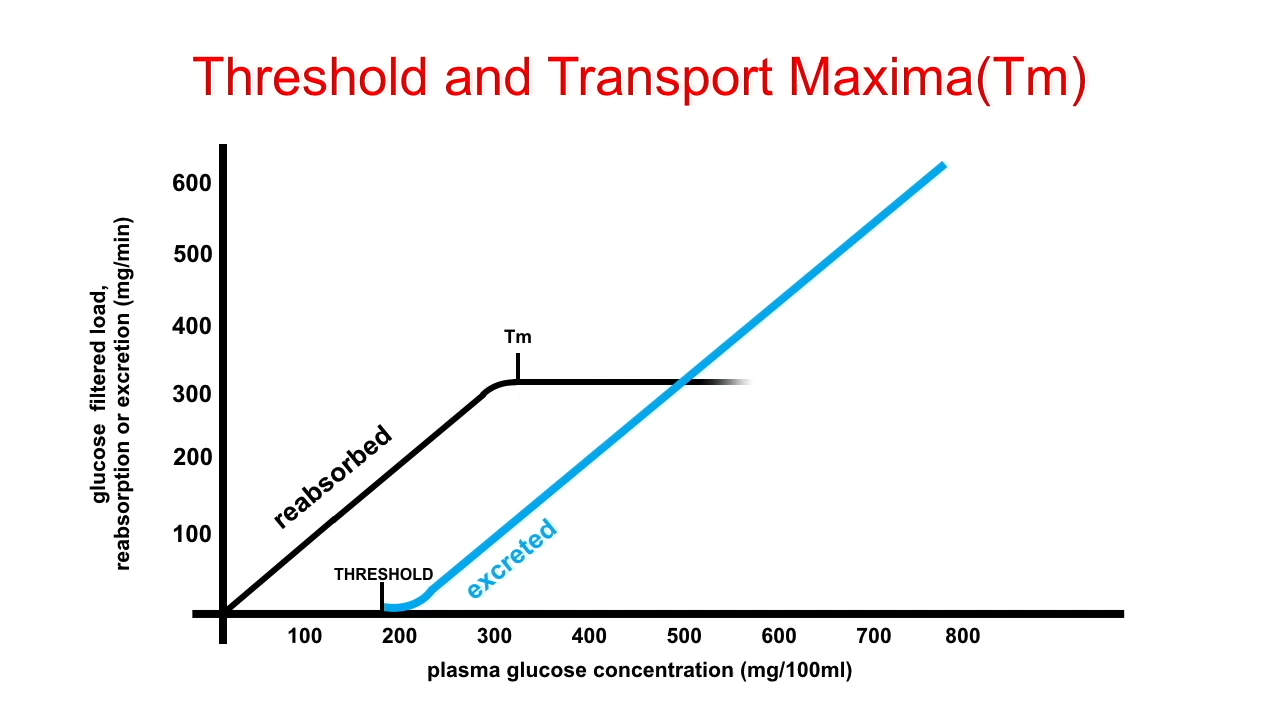 Threshold and Transport Maxima(Tm)
600
500
400
300
200
100
glucose filtered load,
reabsorption or excretion (mg/min)
Tm
reabsorbed
THRESHOLD
excreted
100 200 300 400 500 600 700 800
plasma glucose concentration (mg/100ml)